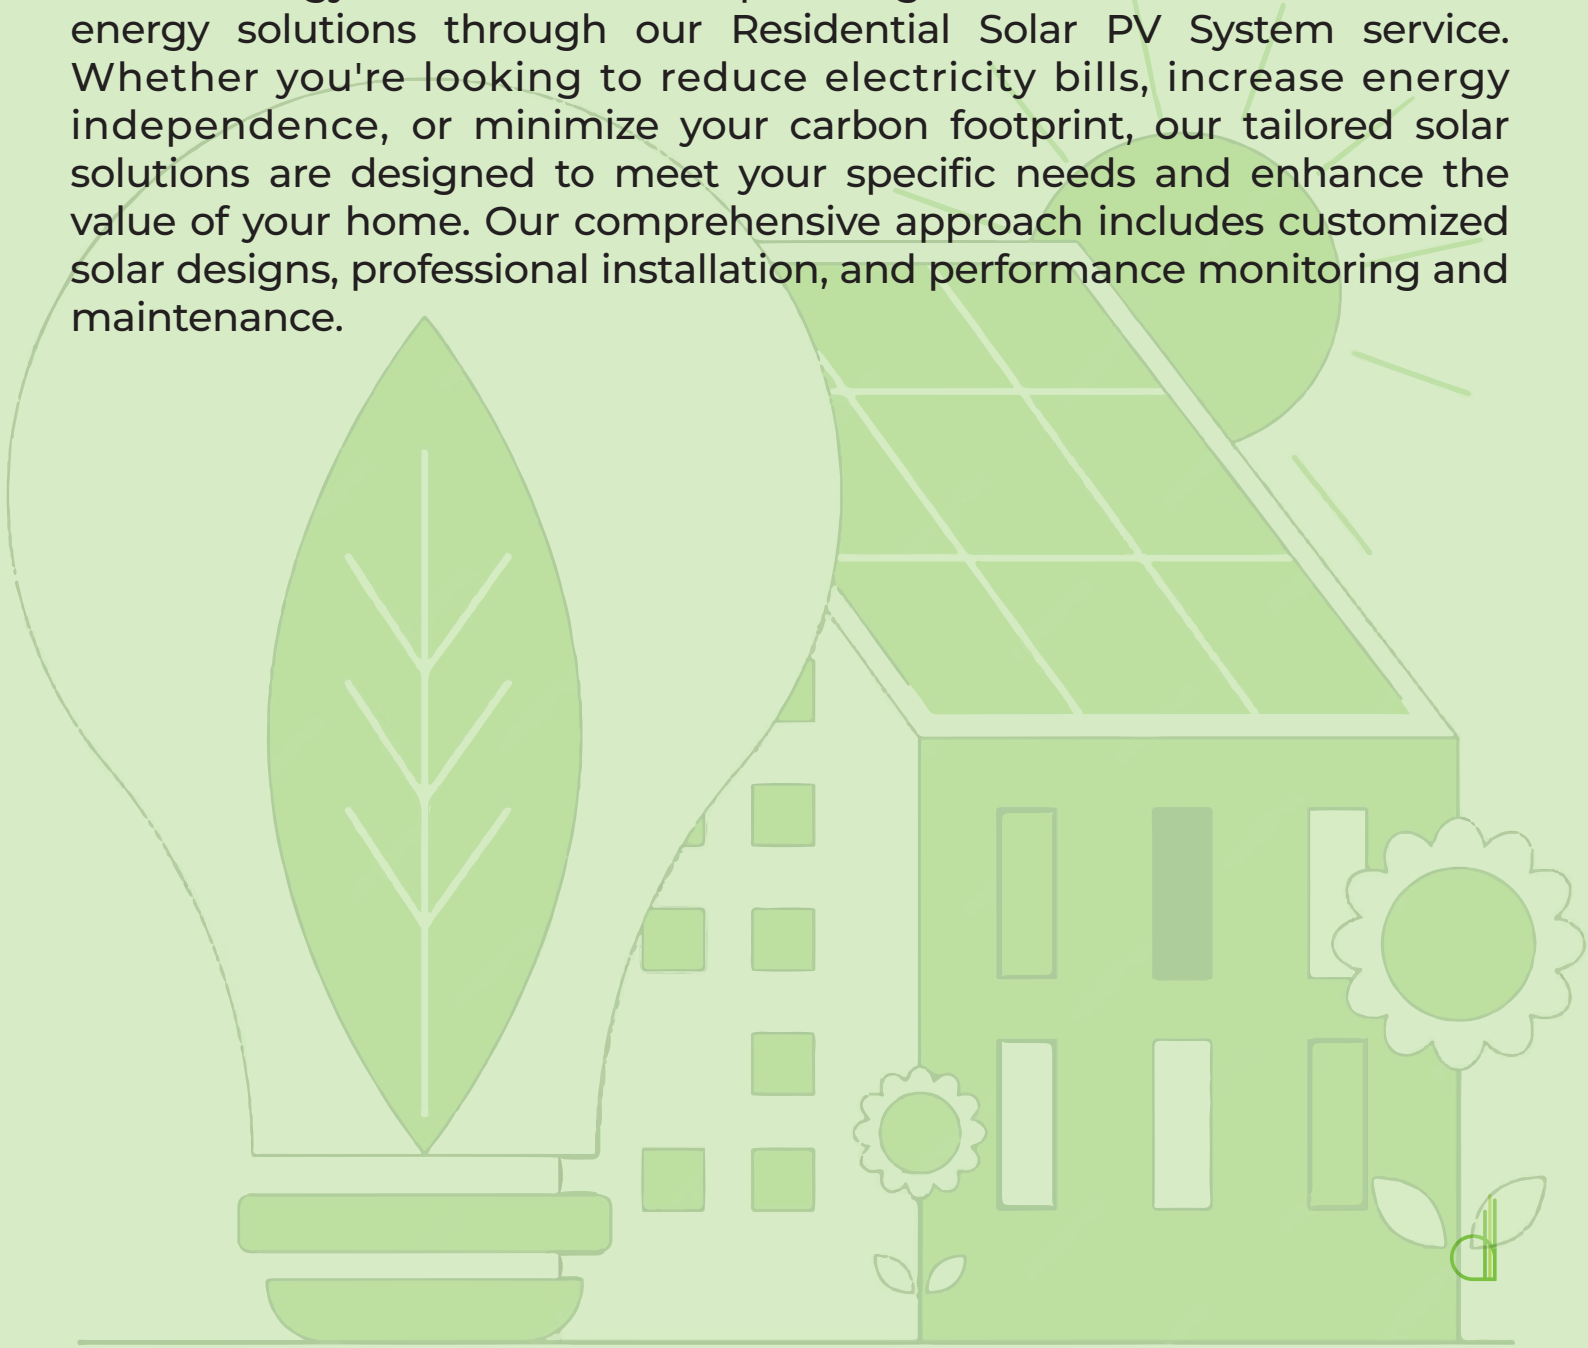 energy solutions through our Residential Solar PV System service.
Whether you're looking to reduce electricity bills, increase energy
independence, or minimize your carbon footprint, our tailored solar
solutions are designed to meet your specific needs and enhance the
value of your home. Our comprehensive approach includes customized
solar designs, professional installation, and performance monitoring and
maintenance.